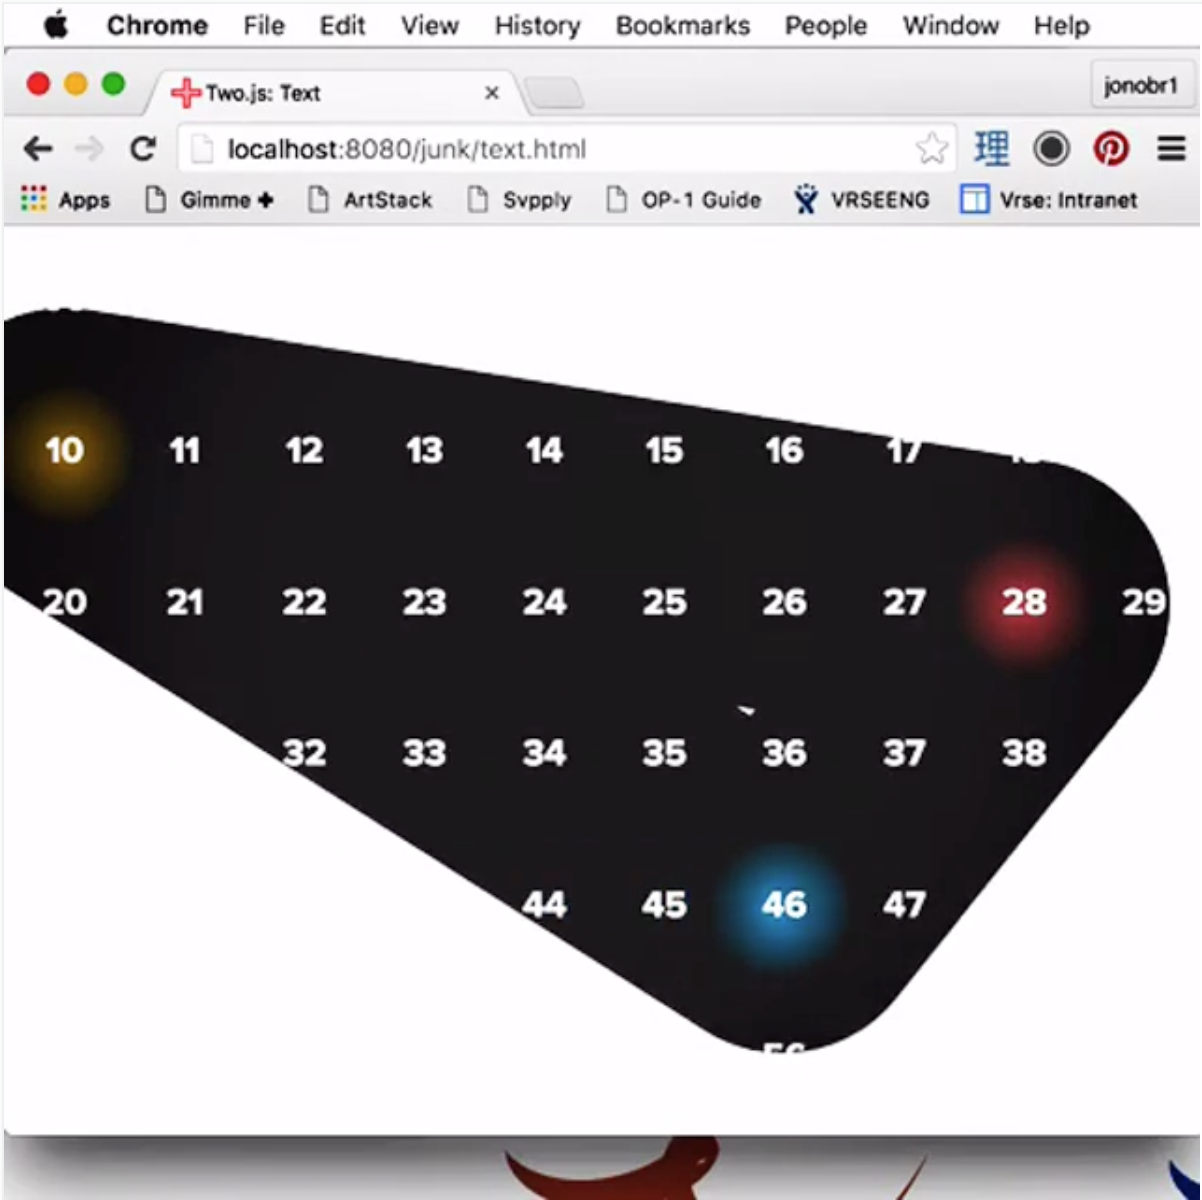 Chrome File Edit View History Bookmarks People Window Help
Two.js: Text
jonobr1
localhost:8080/junk/text.html
理
Apps Gimme ArtStack Svpply OP-1 Guide VRSEENG Vrse: Intranet
10 11 12 13 14 15 16 17
20 21 22 23 24 25 26 27 28 29
32 33 34 35 36 37 38
44 45 46 47